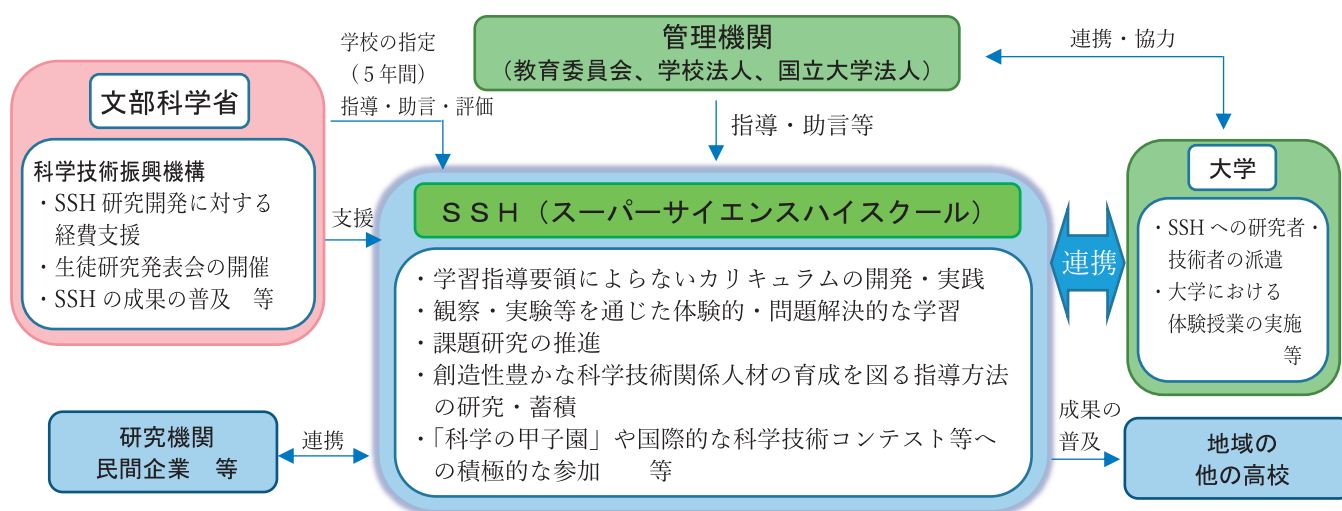 学校の指定
（５年間）
指導・助言・評価
管理機関
（教育委員会、学校法人、国立大学法人）
連携・協力
文部科学省
科学技術振興機構
・SSH 研究開発に対する
経費支援
・生徒研究発表会の開催
・SSH の成果の普及　等
支援
指導・助言等
ＳＳＨ（スーパーサイエンスハイスクール）
・学習指導要領によらないカリキュラムの開発・実践
・観察・実験等を通じた体験的・問題解決的な学習
・課題研究の推進
・創造性豊かな科学技術関係人材の育成を図る指導方法
の研究・蓄積
・「科学の甲子園」や国際的な科学技術コンテスト等へ
の積極的な参加　　等
連携
大学
・SSH への研究者・
技術者の派遣
・大学における
体験授業の実施
等
研究機関
民間企業　等
連携
成果の
普及
地域の
他の高校